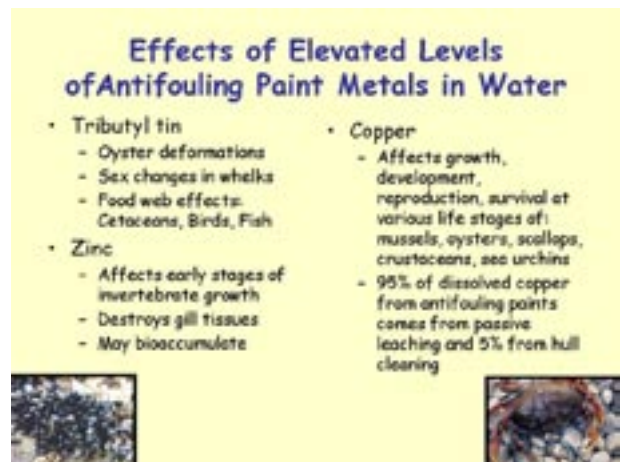 Effects of Elevated Levels
ofAntifouling Paint Metals in Water
• Tributyl tin
- Oyster deformations
- Sex changes in whelks
- Food web effects:
Cetaceans, Birds, Fish
• Zinc
- Affects early stages of
invertebrate growth
- Destroys gill tissues
- May bioaccumulate
• Copper
- Affects growth,
development,
reproduction, survival at
various life stages of:
mussels, oysters, scallops,
crustaceans, sea urchins
- 95% of dissolved copper
from antifouling paints
comes from passive
leaching and 5% from hull
cleaning